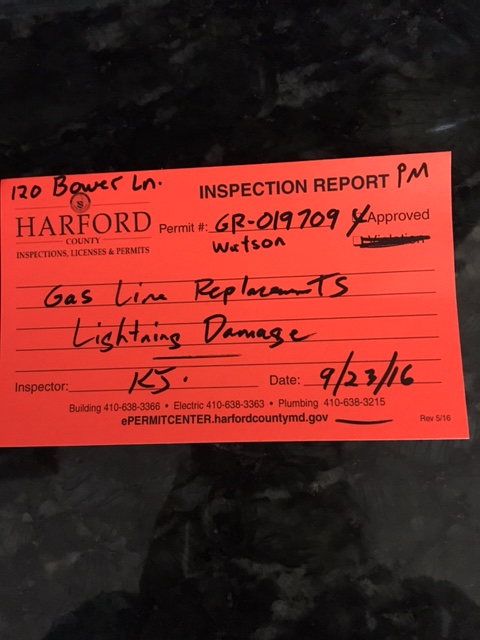 120 Bower Ln.
INSPECTION REPORT PM
HARFORD
COUNTY
INSPECTIONS, LICENSES & PERMITS
Permit #: GR-019709 Approved
Watson Violation
Gas Line Replacements
Lightning Damage
Inspector: KJ. Date: 9/23/16
Building 410-638-3366 • Electric 410-638-3363 • Plumbing 410-638-3215
ePERMITCENTER.harfordcountymd.gov Rev 5/16